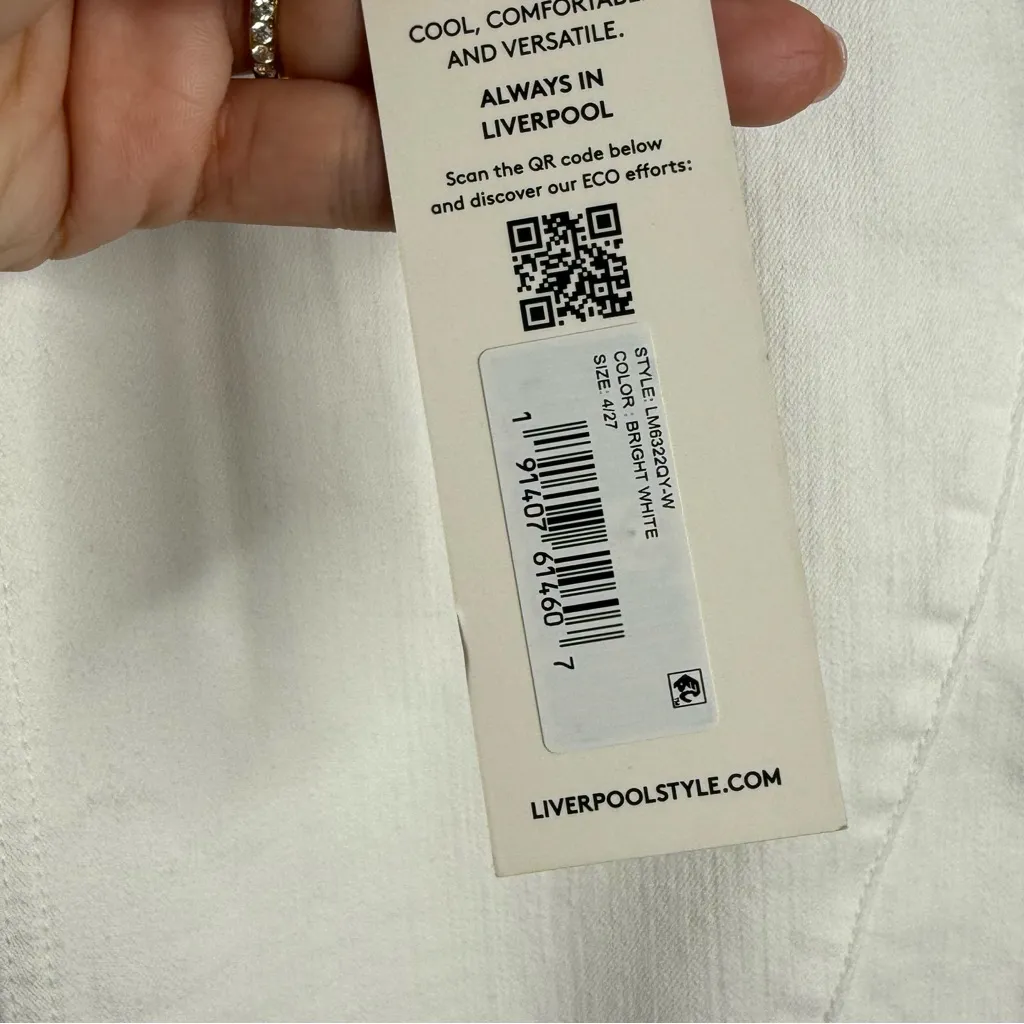 COOL, COMFORTABLE
AND VERSATILE.
ALWAYS IN
LIVERPOOL
Scan the QR code below
and discover our ECO efforts:
STYLE: LM6322QY-W
COLOR : BRIGHT WHITE
SIZE: 4/27
1 91407 61460 7
TM
LIVERPOOLSTYLE.COM